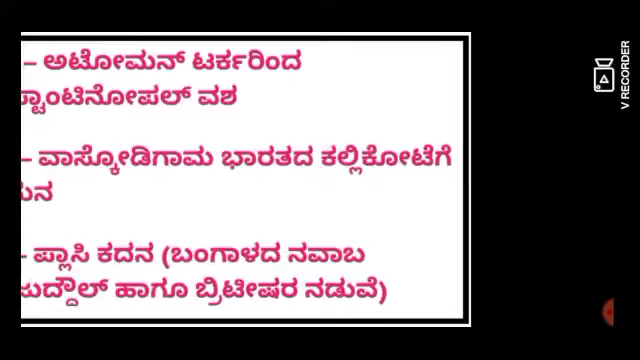 – ಅಟೋಮನ್ ಟರ್ಕರಿಂದ
ವಶ
– ವಾಸ್ಕೋಡಿಗಾಮ ಭಾರತದ ಕಲ್ಲಿಕೋಟೆಗೆ
- ಪ್ಲಾಸಿ ಕದನ (ಬಂಗಾಳದ ನವಾಬ
ಹಾಗೂ ಬ್ರಿಟೀಷರ ನಡುವೆ)
V RECORDER